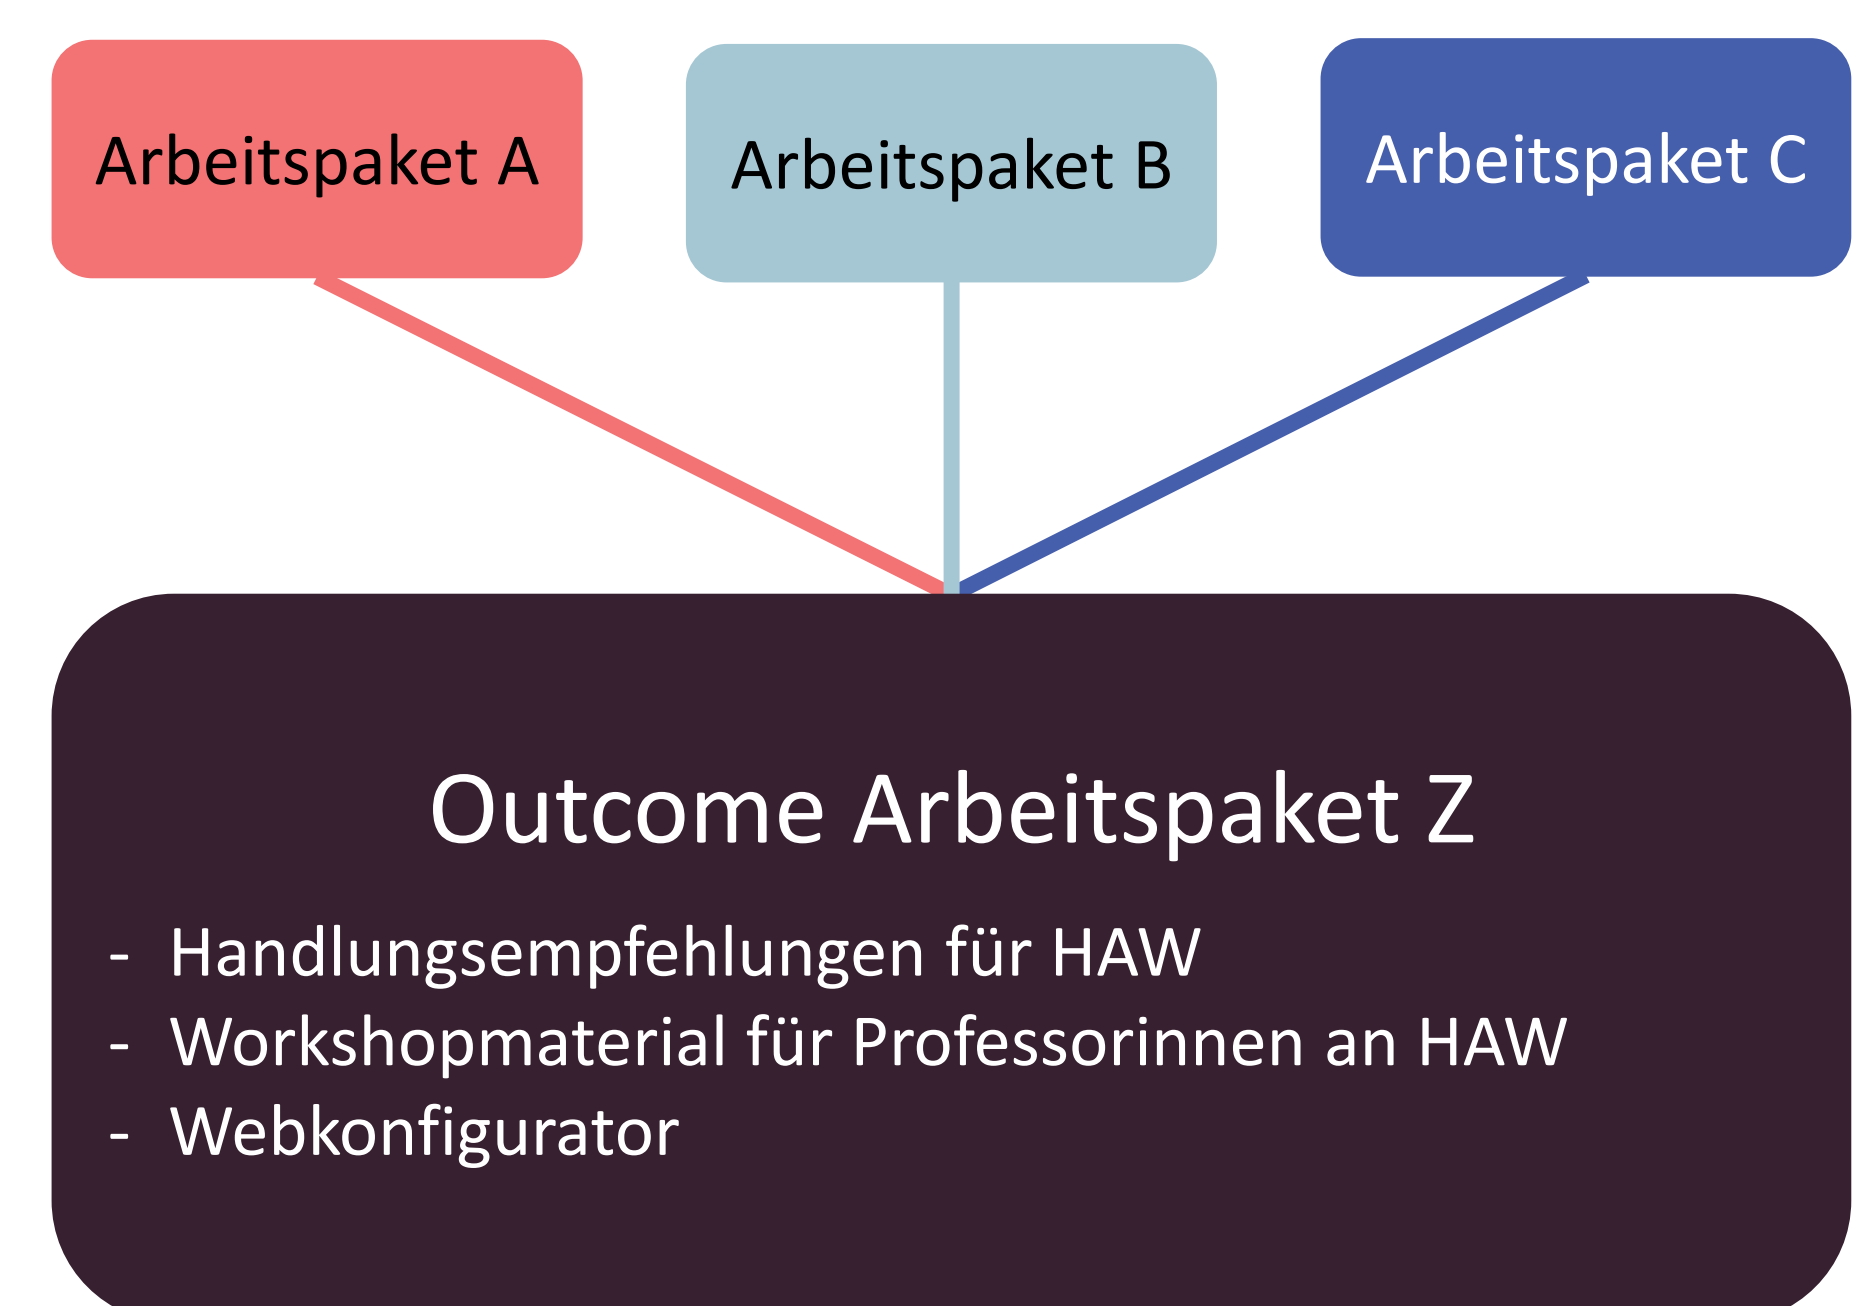 Arbeitspaket A
Arbeitspaket B
Arbeitspaket C
Outcome Arbeitspaket Z
- Handlungsempfehlungen für HAW
- Workshopmaterial für Professorinnen an HAW
- Webkonfigurator